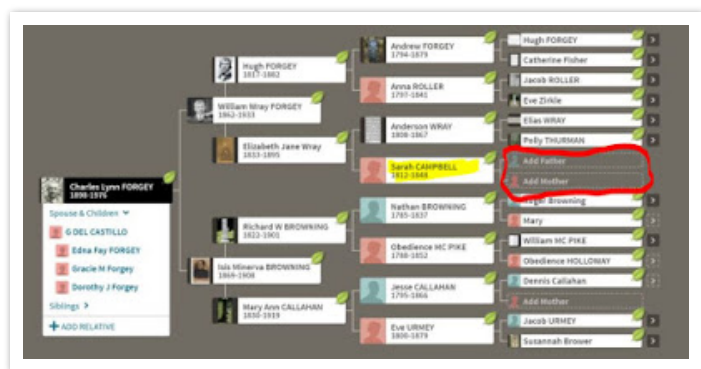 Charles Lynn FORGEY
1898-1976
Spouse & Children
G DEL CASTILLO
Edna Fay FORGEY
Gracie M Forgey
Dorothy J Forgey
Siblings
ADD RELATIVE
William Wray FORGEY
1862-1933
Isis Minerva BROWNING
1869-1908
Hugh FORGEY
1817-1882
Elizabeth Jane Wray
1833-1895
Richard W BROWNING
1822-1901
Mary Ann CALLAHAN
1830-1919
Andrew FORGEY
1794-1879
Anna ROLLER
1797-1841
Anderson WRAY
1808-1867
Sarah CAMPBELL
1812-1848
Nathan BROWNING
1785-1837
Obedience MC PIKE
1788-1852
Jesse CALLAHAN
1795-1866
Eve URMEY
1800-1879
Hugh FORGEY
Catherine Fisher
Jacob ROLLER
Eve Zirkle
Elias WRAY
Polly THURMAN
Add Father
Add Mother
Roger Browning
Mary
William MC PIKE
Obedience HOLLOWAY
Dennis Callahan
Add Mother
Jacob URMEY
Susannah Brower